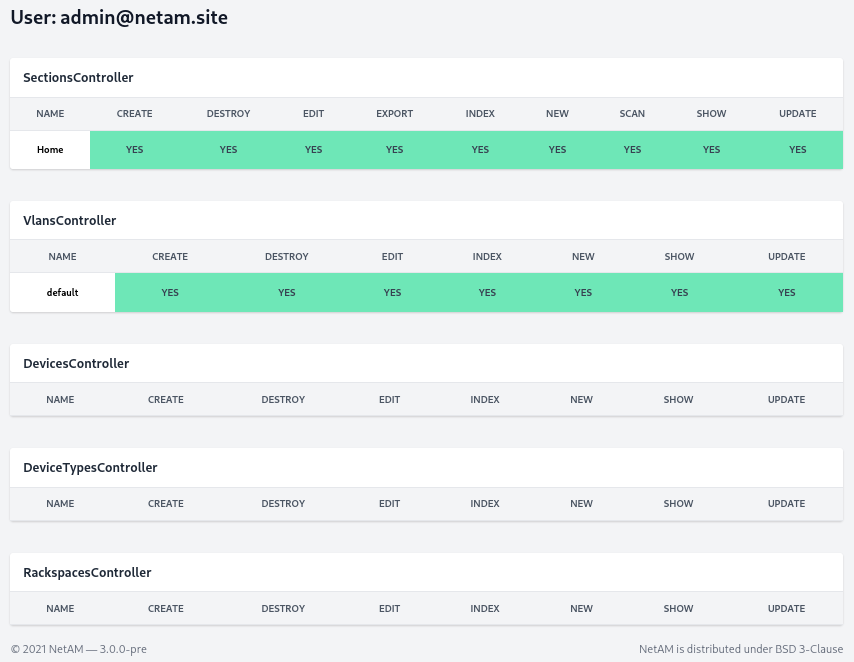 User: admin@netam.site
SectionsController
NAME CREATE DESTROY EDIT EXPORT INDEX NEW SCAN SHOW UPDATE
Home YES YES YES YES YES YES YES YES YES
VlansController
NAME CREATE DESTROY EDIT INDEX NEW SHOW UPDATE
default YES YES YES YES YES YES YES
DevicesController
NAME CREATE DESTROY EDIT INDEX NEW SHOW UPDATE
DeviceTypesController
NAME CREATE DESTROY EDIT INDEX NEW SHOW UPDATE
RackspacesController
NAME CREATE DESTROY EDIT INDEX NEW SHOW UPDATE
© 2021 NetAM — 3.0.0-pre NetAM is distributed under BSD 3-Clause